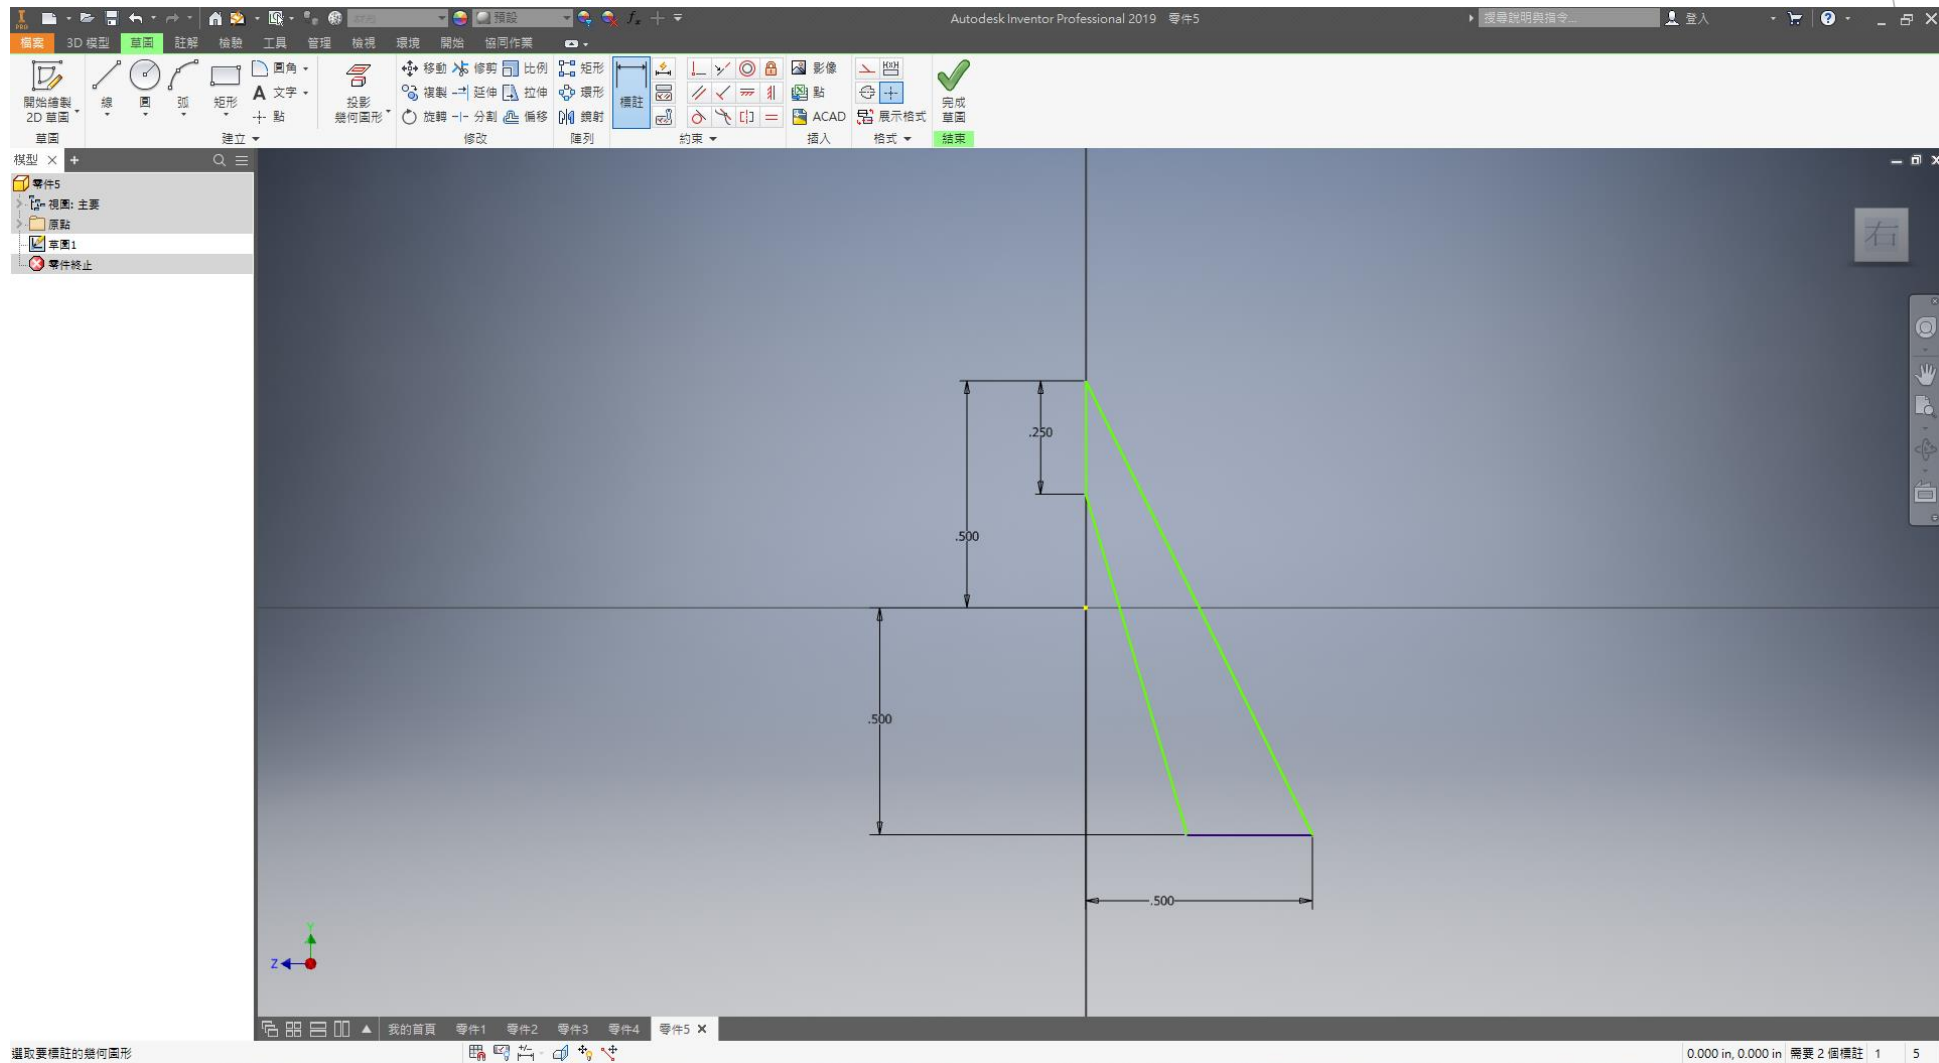 預設
Autodesk Inventor Professional 2019 零件5
搜尋說明與指令...
登入
檔案 3D 模型 草圖 註解 檢驗 工具 管理 檢視 環境 開始 協同作業
開始繪製 2D 草圖
線
圓
弧
矩形
圓角
文字
點
投影 幾何圖形
移動 修剪 比例
複製 延伸 拉伸
旋轉 分割 偏移
矩形
環形
鏡射
標註
影像
點
ACAD
展示格式
完成 草圖
草圖 建立 修改 陣列 約束 插入 格式 結束
模型
零件5
視圖: 主要
原點
草圖1
零件終止
右
.250
.500
.500
.500
Y
Z
我的首頁 零件1 零件2 零件3 零件4 零件5
選取要標註的幾何圖形
0.000 in, 0.000 in 需要 2 個標註 1 5